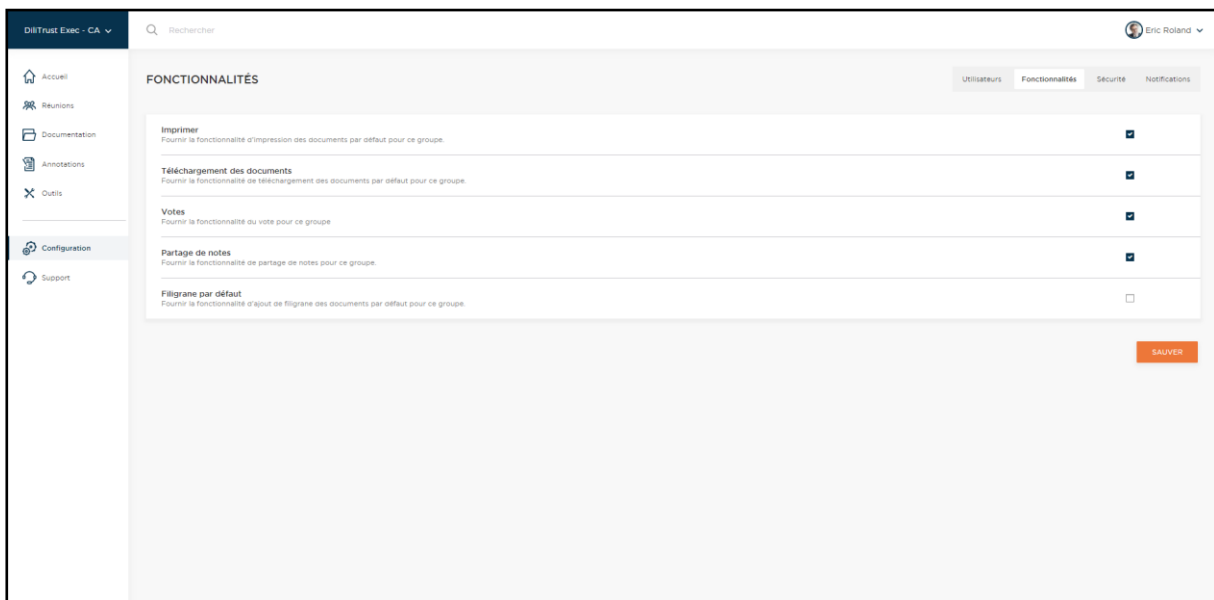 DiliTrust Exec - CA
Rechercher
Eric Roland
Accueil
Réunions
Documentation
Annotations
Outils
Configuration
Support
FONCTIONNALITÉS
Utilisateurs Fonctionnalités Sécurité Notifications
Imprimer
Fournir la fonctionnalité d'impression des documents par défaut pour ce groupe.
Téléchargement des documents
Fournir la fonctionnalité de téléchargement des documents par défaut pour ce groupe.
Votes
Fournir la fonctionnalité du vote pour ce groupe
Partage de notes
Fournir la fonctionnalité de partage de notes pour ce groupe.
Filigrane par défaut
Fournir la fonctionnalité d'ajout de filigrane des documents par défaut pour ce groupe.
SAUVER